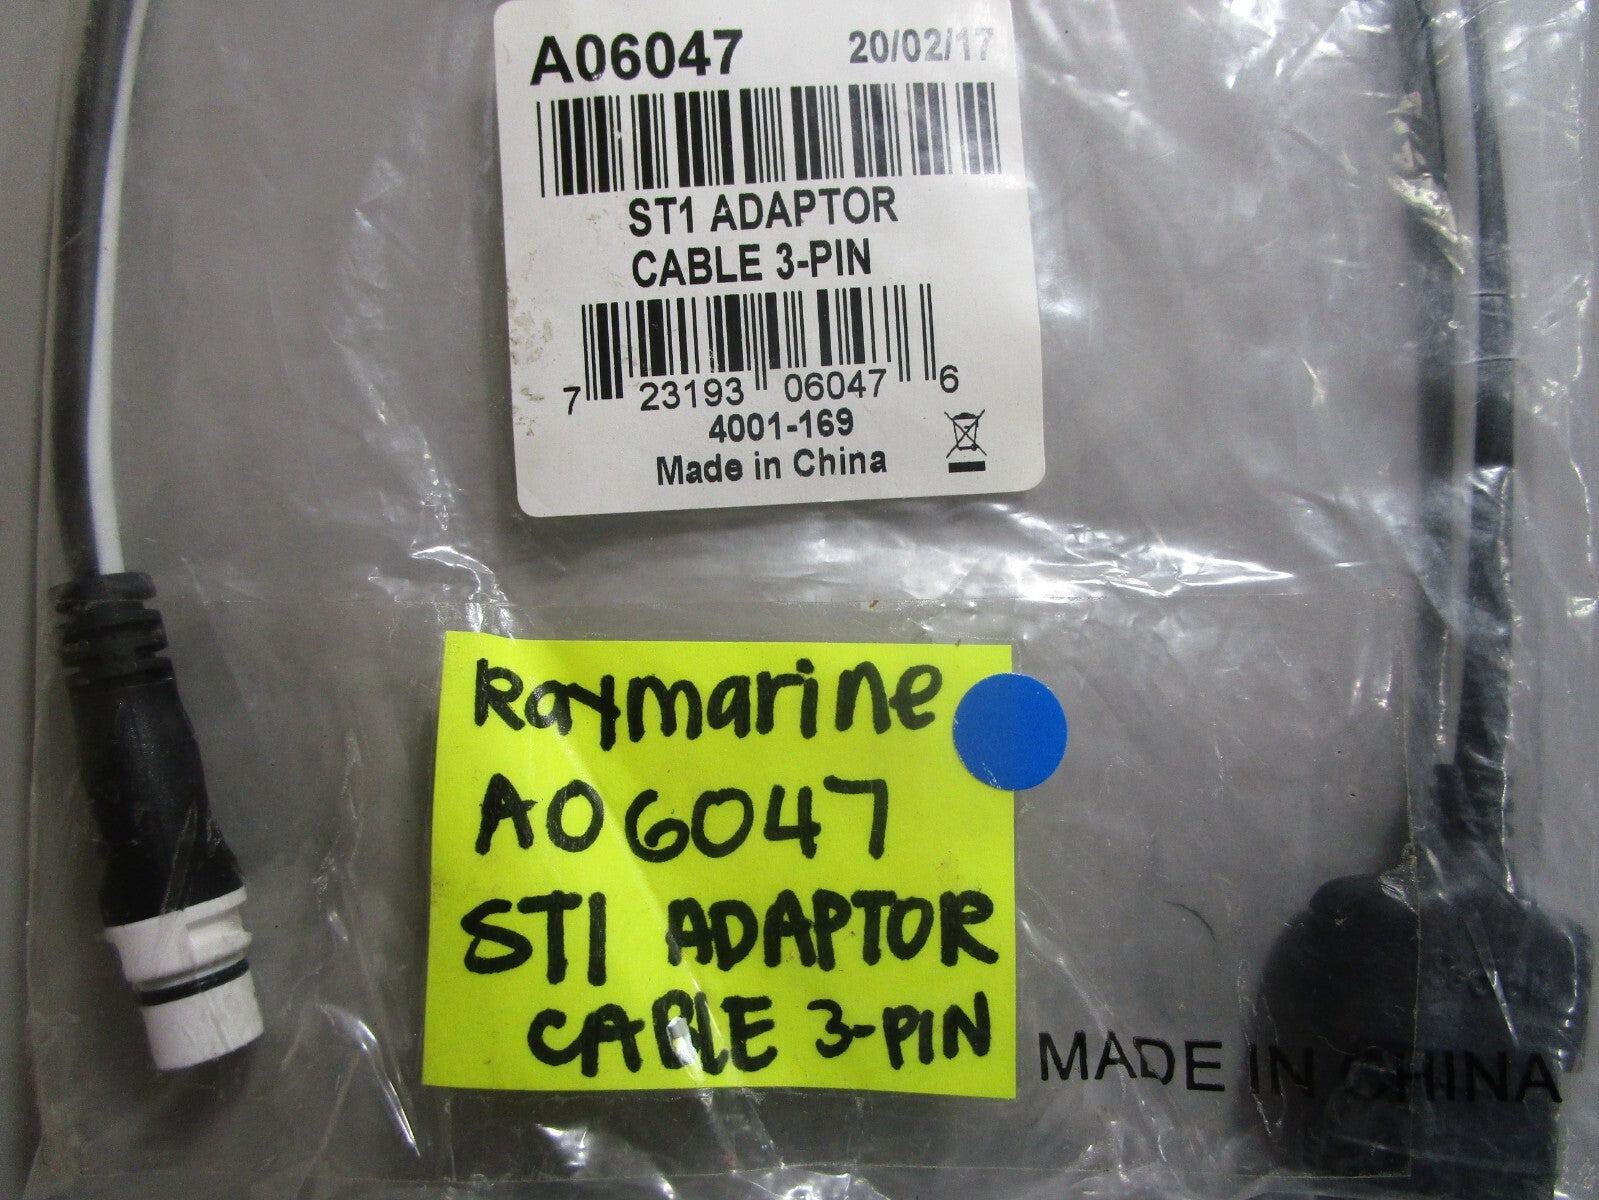 A06047 20/02/17
ST1 ADAPTOR
CABLE 3-PIN
7 23193 06047 6
4001-169
Made in China
Raymarine
A06047
ST1 ADAPTOR
CABLE 3-PIN
MADE IN CHINA